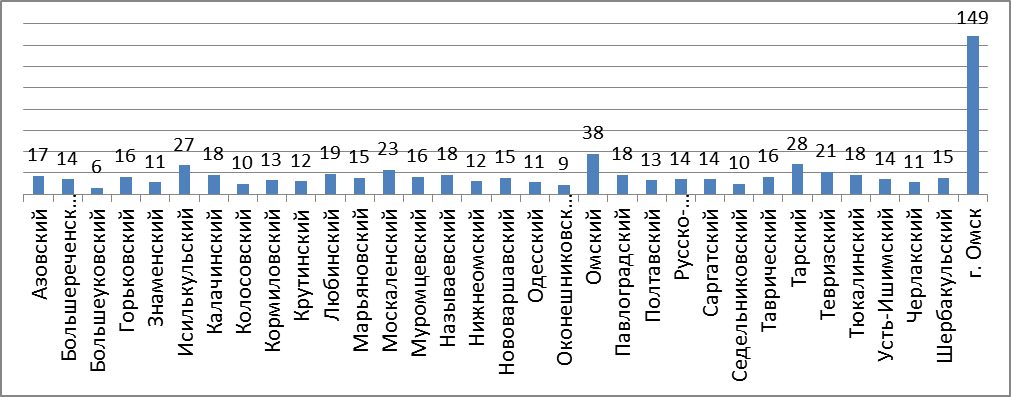 17
14
6
16
11
27
18
10
13
12
19
15
23
16
18
12
15
11
9
38
18
13
14
14
10
16
28
21
18
14
11
15
149
Азовский
Большереченск...
Большеуковский
Горьковский
Знаменский
Исилькульский
Калачинский
Колосовский
Кормиловский
Крутинский
Любинский
Марьяновский
Москаленский
Муромцевский
Называевский
Нижнеомский
Нововаршавский
Одесский
Оконешниковск...
Омский
Павлоградский
Полтавский
Русско-...
Саргатский
Седельниковский
Таврический
Тарский
Тевризский
Тюкалинский
Усть-Ишимский
Черлакский
Шербакульский
г. Омск